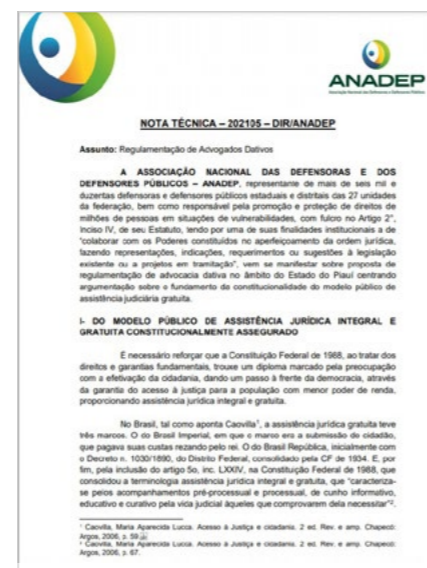 ANADEP
Associação Nacional das Defensoras e Defensores Públicos
NOTA TÉCNICA – 202105 – DIR/ANADEP
Assunto: Regulamentação de Advogados Dativos
A ASSOCIAÇÃO NACIONAL DAS DEFENSORAS E DOS
DEFENSORES PÚBLICOS – ANADEP, representante de mais de seis mil e
duzentas defensoras e defensores públicos estaduais e distritais das 27 unidades
da federação, bem como responsável pela promoção e proteção de direitos de
milhões de pessoas em situações de vulnerabilidades, com fulcro no Artigo 2°,
Inciso IV, de seu Estatuto, tendo por uma de suas finalidades institucionais a de
"colaborar com os Poderes constituídos no aperfeiçoamento da ordem jurídica,
fazendo representações, indicações, requerimentos ou sugestões à legislação
existente ou a projetos em tramitação", vem se manifestar sobre proposta de
regulamentação de advocacia dativa no âmbito do Estado do Piauí centrando
argumentação sobre o fundamento da constitucionalidade do modelo público de
assistência judiciária gratuita.
I- DO MODELO PÚBLICO DE ASSISTÊNCIA JURÍDICA INTEGRAL E
GRATUITA CONSTITUCIONALMENTE ASSEGURADO
É necessário reforçar que a Constituição Federal de 1988, ao tratar dos
direitos e garantias fundamentais, trouxe um diploma marcado pela preocupação
com a efetivação da cidadania, dando um passo à frente da democracia, através
da garantia do acesso à justiça para a população com menor poder de renda,
proporcionando assistência jurídica integral e gratuita.
No Brasil, tal como aponta Caovilla¹, a assistência jurídica gratuita teve
três marcos. O do Brasil Imperial, em que o marco era a submissão do cidadão,
que pagava suas custas rezando pelo rei. O do Brasil República, inicialmente com
o Decreto n. 1030/1890, do Distrito Federal, consolidado pela CF de 1934. E, por
fim, pela inclusão do artigo 5o, inc. LXXIV, na Constituição Federal de 1988, que
consolidou a terminologia assistência jurídica integral e gratuita, que "caracteriza-
se pelos acompanhamentos pré-processual e processual, de cunho informativo,
educativo e curativo pela vida judicial àqueles que comprovarem dela necessitar"².
¹ Caovilla, Maria Aparecida Lucca. Acesso à Justiça e cidadania. 2 ed. Rev. e amp. Chapecó:
Argos, 2006, p. 59
² Caovilla, Maria Aparecida Lucca. Acesso à Justiça e cidadania. 2 ed. Rev. e amp. Chapecó:
Argos, 2006, p. 67.